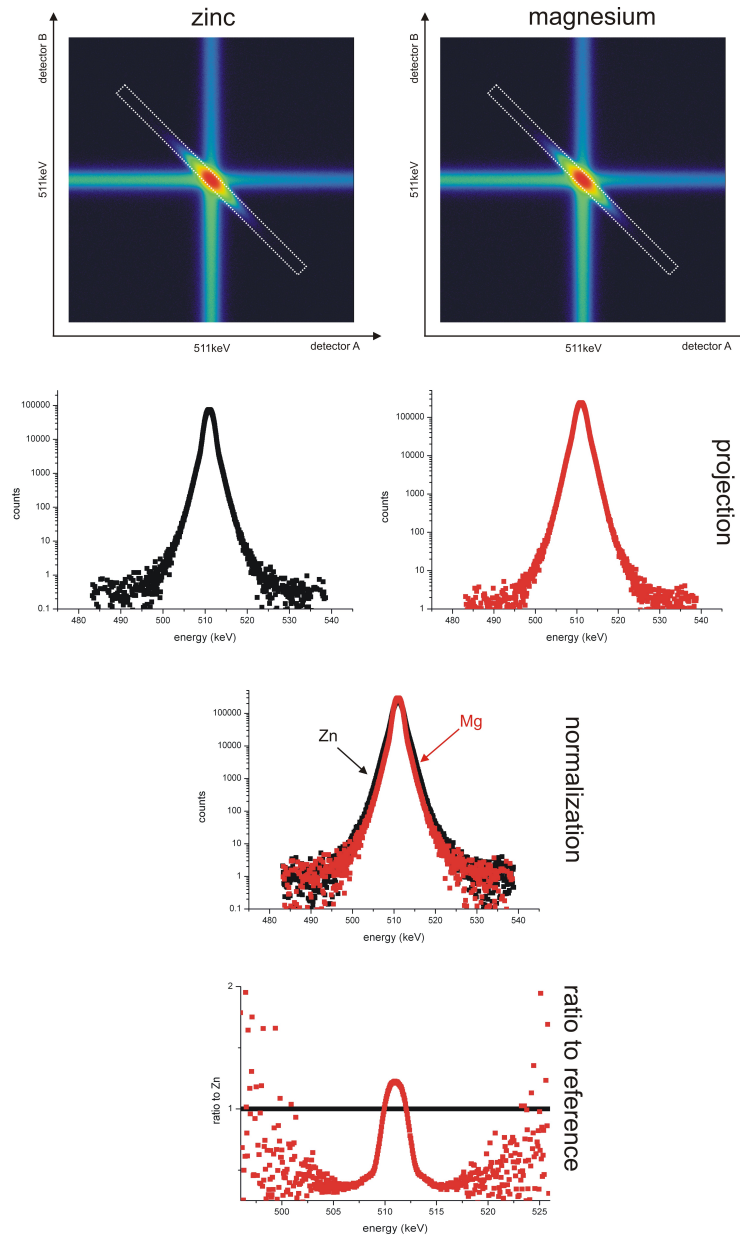 zinc
magnesium
detector B
511keV
511keV
detector A
detector B
511keV
511keV
detector A
100000
10000
1000
100
10
1
0.1
counts
480 490 500 510 520 530 540
energy (keV)
100000
10000
1000
100
10
1
counts
480 490 500 510 520 530 540
energy (keV)
projection
100000
10000
1000
100
10
1
0.1
counts
Zn
Mg
480 490 500 510 520 530 540
energy (keV)
normalization
2
1
ratio to Zn
500 505 510 515 520 525
energy (keV)
ratio to reference